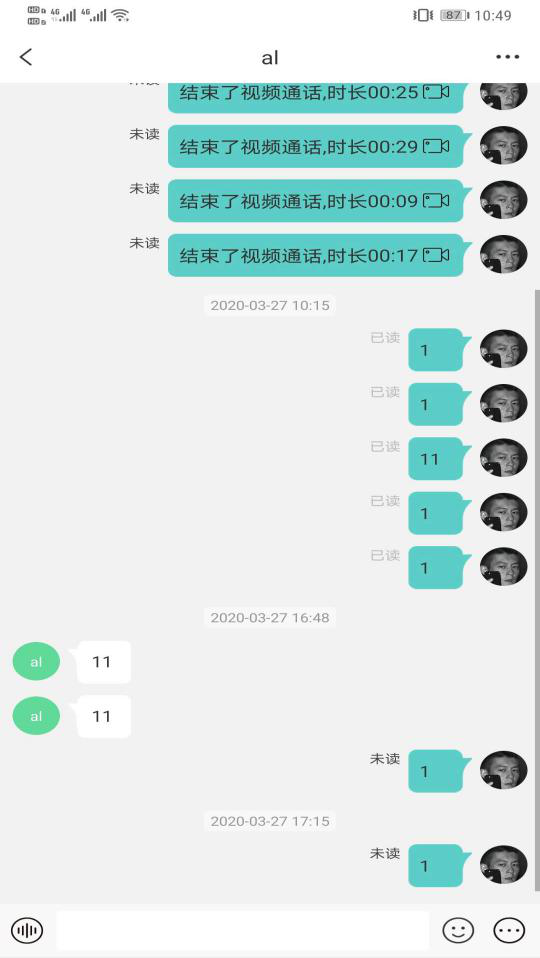 HD 4G 4G 87 10:49
al
未读
结束了视频通话,时长00:25
未读
结束了视频通话,时长00:29
未读
结束了视频通话,时长00:09
未读
结束了视频通话,时长00:17
2020-03-27 10:15
已读
1
已读
1
已读
11
已读
1
已读
1
2020-03-27 16:48
al
11
al
11
未读
1
2020-03-27 17:15
未读
1